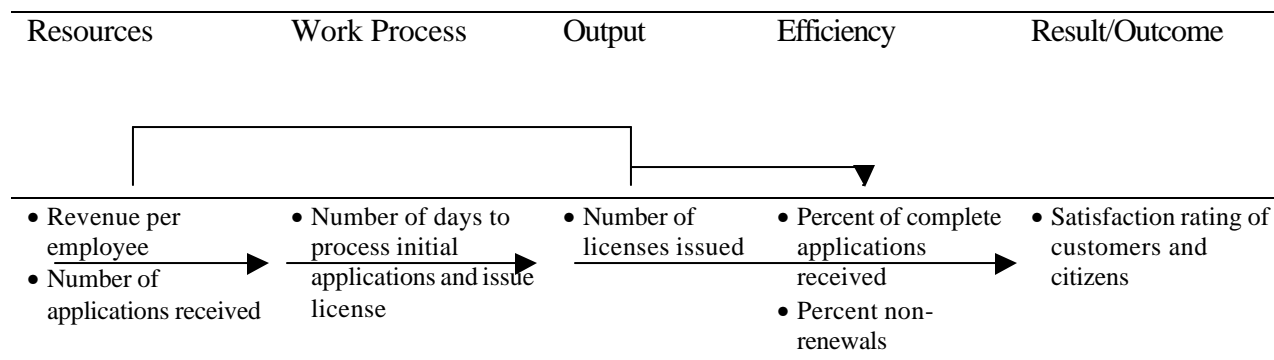 Resources Work Process Output Efficiency Result/Outcome
• Revenue per
employee
• Number of
applications received
• Number of days to
process initial
applications and issue
license
• Number of
licenses issued
• Percent of complete
applications
received
• Percent non-
renewals
• Satisfaction rating of
customers and
citizens